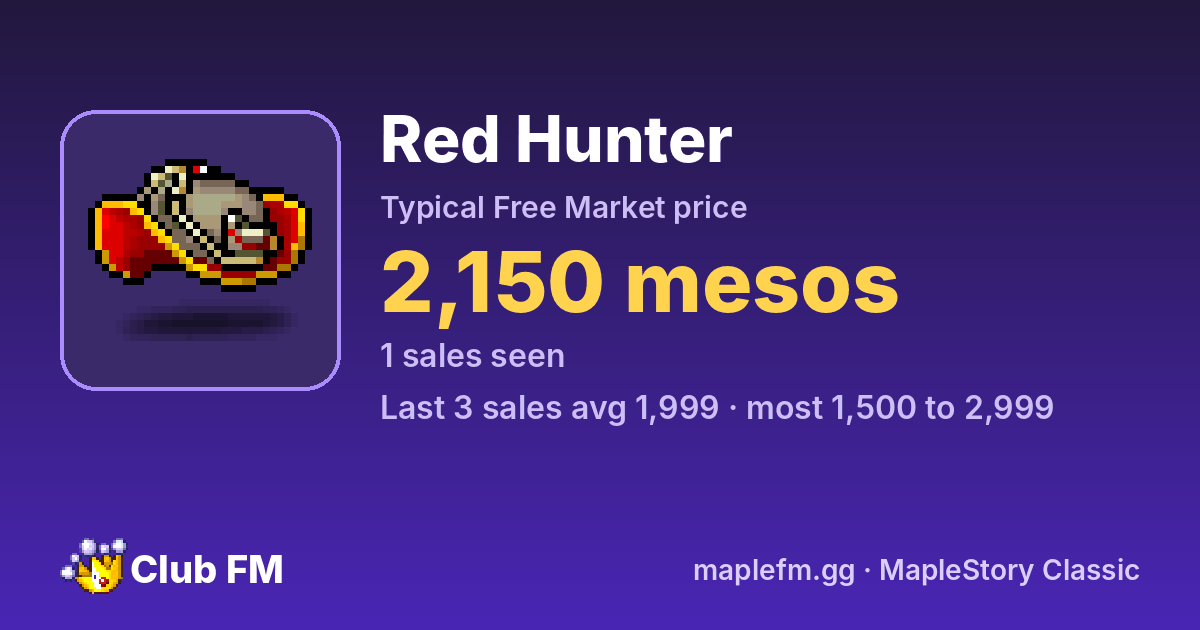 Red Hunter
Typical Free Market price
2,150 mesos
1 sales seen
Last 3 sales avg 1,999 · most 1,500 to 2,999
Club FM
maplefm.gg · MapleStory Classic